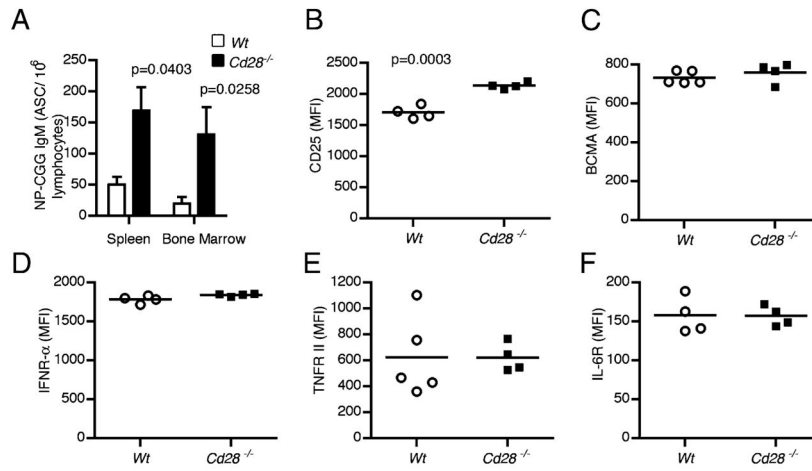 A
Wt
Cd28-/-
NP-CGG IgM (ASC/ 10⁶
lymphocytes)
250
200
150
100
50
0
p=0.0403
p=0.0258
Spleen
Bone Marrow
B
CD25 (MFI)
2500
2000
1500
1000
500
0
p=0.0003
Wt
Cd28 -/-
C
BCMA (MFI)
800
600
400
200
0
Wt
Cd28 -/-
D
IFNR-α (MFI)
2000
1500
1000
500
0
Wt
Cd28 -/-
E
TNFR II (MFI)
1200
1000
800
600
400
200
0
Wt
Cd28 -/-
F
IL-6R (MFI)
200
150
100
50
0
Wt
Cd28 -/-